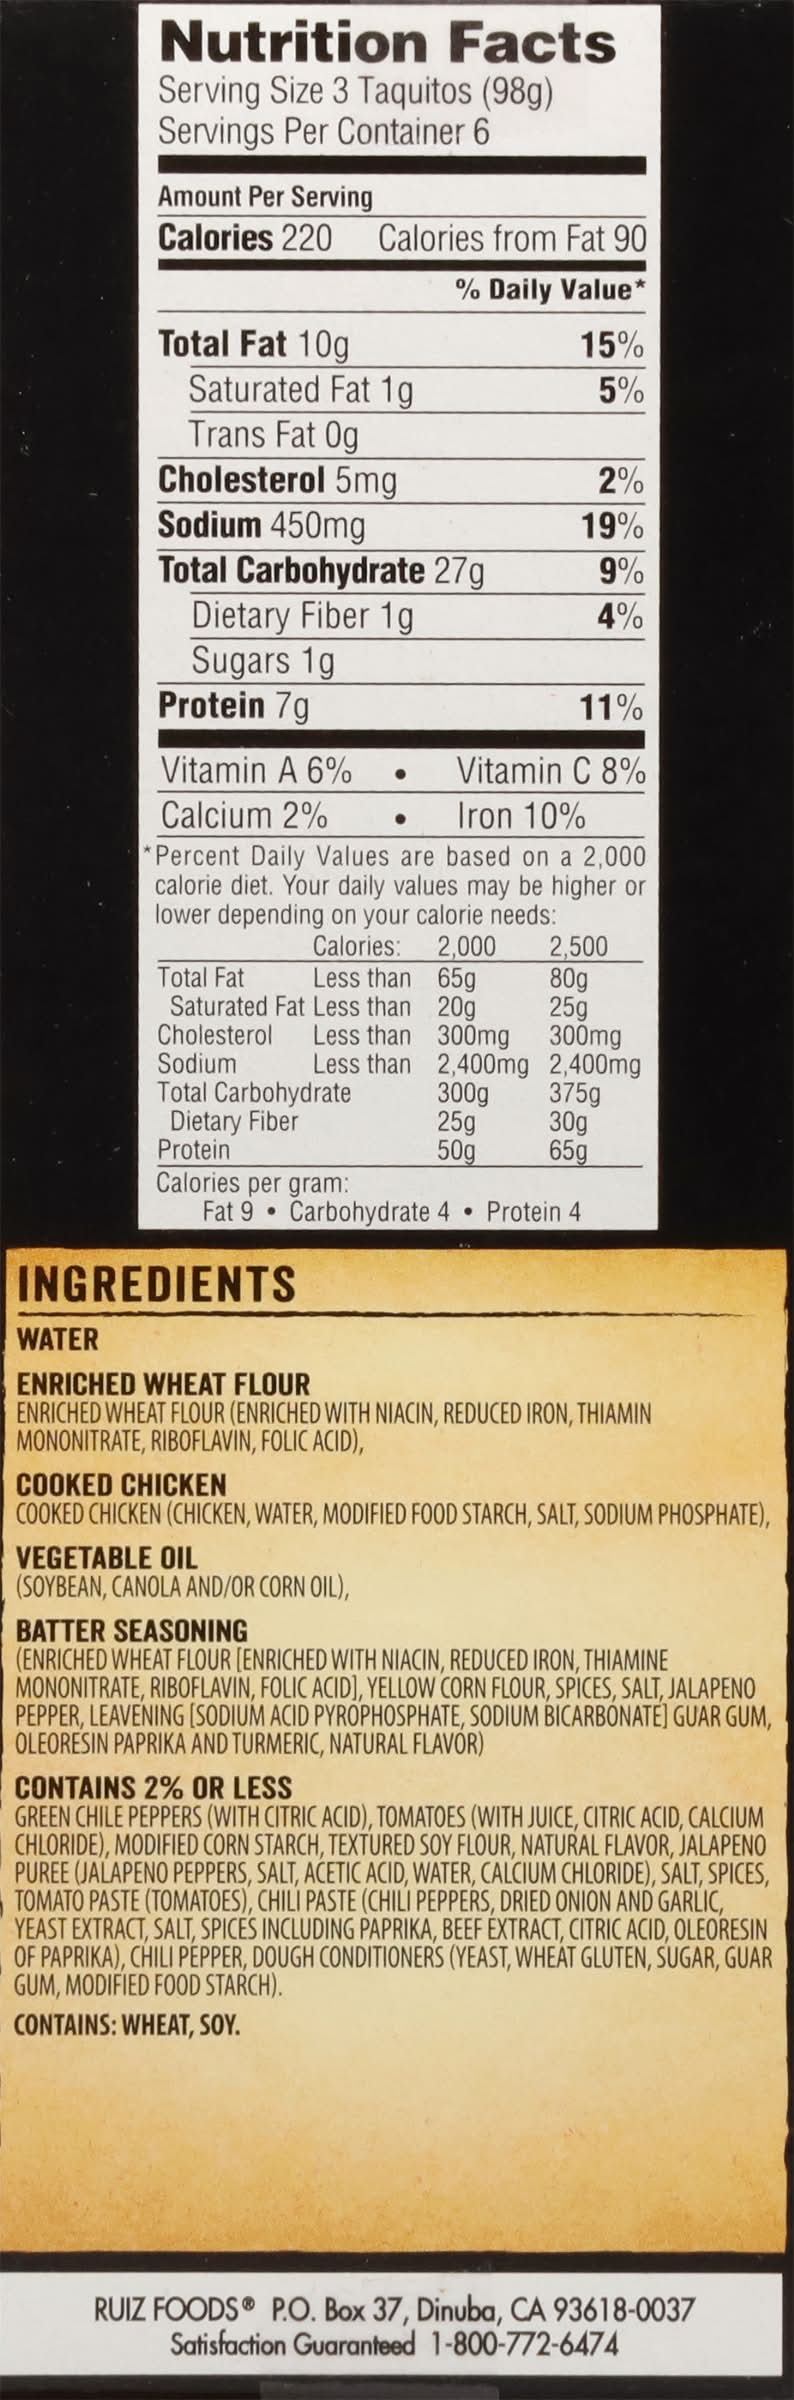 Nutrition Facts
Serving Size 3 Taquitos (98g)
Servings Per Container 6
Amount Per Serving
Calories 220 Calories from Fat 90
% Daily Value*
Total Fat 10g 15%
Saturated Fat 1g 5%
Trans Fat 0g
Cholesterol 5mg 2%
Sodium 450mg 19%
Total Carbohydrate 27g 9%
Dietary Fiber 1g 4%
Sugars 1g
Protein 7g 11%
Vitamin A 6% • Vitamin C 8%
Calcium 2% • Iron 10%
*Percent Daily Values are based on a 2,000
calorie diet. Your daily values may be higher or
lower depending on your calorie needs:
Calories: 2,000 2,500
Total Fat Less than 65g 80g
Saturated Fat Less than 20g 25g
Cholesterol Less than 300mg 300mg
Sodium Less than 2,400mg 2,400mg
Total Carbohydrate 300g 375g
Dietary Fiber 25g 30g
Protein 50g 65g
Calories per gram:
Fat 9 • Carbohydrate 4 • Protein 4
INGREDIENTS
WATER
ENRICHED WHEAT FLOUR
ENRICHED WHEAT FLOUR (ENRICHED WITH NIACIN, REDUCED IRON, THIAMIN
MONONITRATE, RIBOFLAVIN, FOLIC ACID),
COOKED CHICKEN
COOKED CHICKEN (CHICKEN, WATER, MODIFIED FOOD STARCH, SALT, SODIUM PHOSPHATE),
VEGETABLE OIL
(SOYBEAN, CANOLA AND/OR CORN OIL),
BATTER SEASONING
(ENRICHED WHEAT FLOUR [ENRICHED WITH NIACIN, REDUCED IRON, THIAMINE
MONONITRATE, RIBOFLAVIN, FOLIC ACID], YELLOW CORN FLOUR, SPICES, SALT, JALAPENO
PEPPER, LEAVENING [SODIUM ACID PYROPHOSPHATE, SODIUM BICARBONATE] GUAR GUM,
OLEORESIN PAPRIKA AND TURMERIC, NATURAL FLAVOR)
CONTAINS 2% OR LESS
GREEN CHILE PEPPERS (WITH CITRIC ACID), TOMATOES (WITH JUICE, CITRIC ACID, CALCIUM
CHLORIDE), MODIFIED CORN STARCH, TEXTURED SOY FLOUR, NATURAL FLAVOR, JALAPENO
PUREE (JALAPENO PEPPERS, SALT, ACETIC ACID, WATER, CALCIUM CHLORIDE), SALT, SPICES,
TOMATO PASTE (TOMATOES), CHILI PASTE (CHILI PEPPERS, DRIED ONION AND GARLIC,
YEAST EXTRACT, SALT, SPICES INCLUDING PAPRIKA, BEEF EXTRACT, CITRIC ACID, OLEORESIN
OF PAPRIKA), CHILI PEPPER, DOUGH CONDITIONERS (YEAST, WHEAT GLUTEN, SUGAR, GUAR
GUM, MODIFIED FOOD STARCH).
CONTAINS: WHEAT, SOY.
RUIZ FOODS® P.O. Box 37, Dinuba, CA 93618-0037
Satisfaction Guaranteed 1-800-772-6474